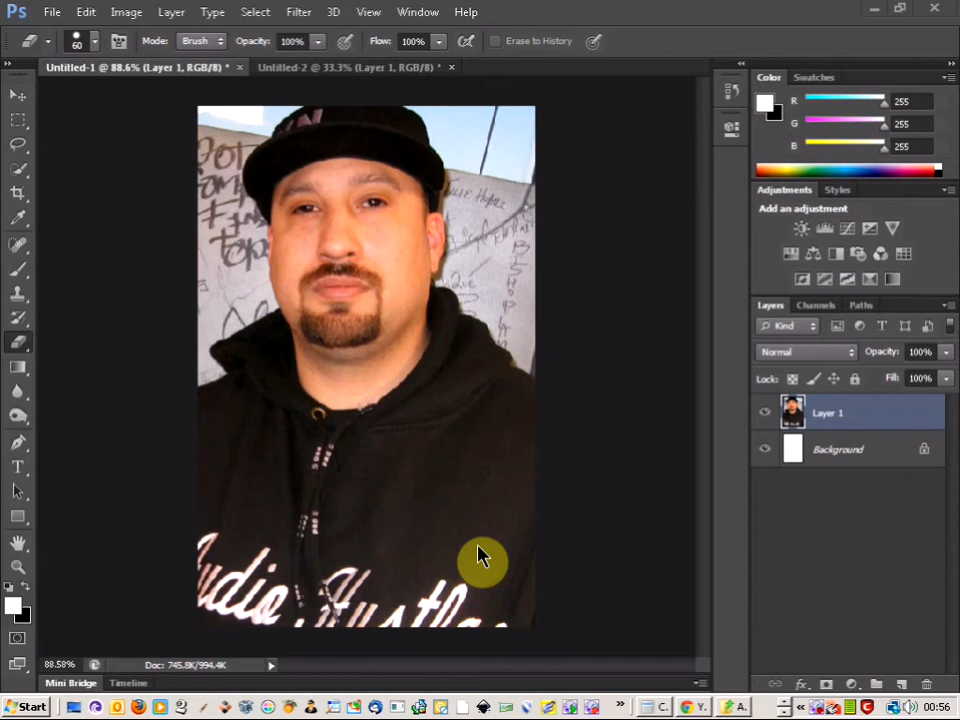 Ps File Edit Image Layer Type Select Filter 3D View Window Help
60 Mode: Brush Opacity: 100% Flow: 100% Erase to History
Untitled-1 @ 88.6% (Layer 1, RGB/8) * × Untitled-2 @ 33.3% (Layer 1, RGB/8) * ×
Color Swatches
R 255
G 255
B 255
Adjustments Styles
Add an adjustment
Layers Channels Paths
Kind
Normal Opacity: 100%
Lock: Fill: 100%
Layer 1
Background
Audio Hustlas
88.58% Doc: 745.8K/994.4K
Mini Bridge Timeline
Start C. Y. A. 00:56